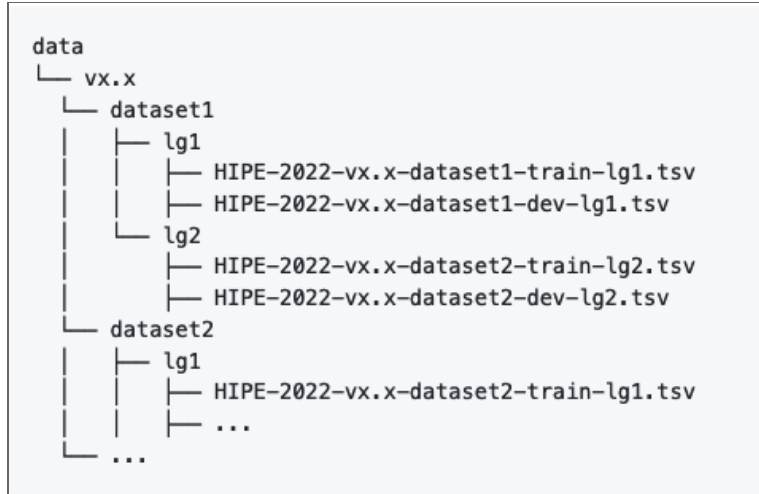 data
└── vx.x
  └── dataset1
  │   ├── lg1
  │   │   ├── HIPE-2022-vx.x-dataset1-train-lg1.tsv
  │   │   ├── HIPE-2022-vx.x-dataset1-dev-lg1.tsv
  │   └── lg2
  │       ├── HIPE-2022-vx.x-dataset2-train-lg2.tsv
  │       ├── HIPE-2022-vx.x-dataset2-dev-lg2.tsv
  └── dataset2
  │   ├── lg1
  │   │   ├── HIPE-2022-vx.x-dataset2-train-lg1.tsv
  │   │   ├── ...
  └── ...